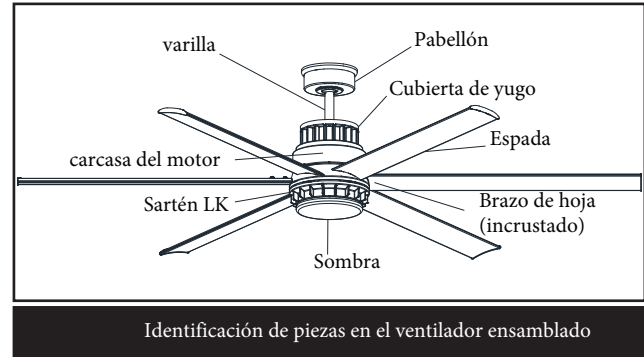 varilla
Pabellón
Cubierta de yugo
Espada
carcasa del motor
Sartén LK
Brazo de hoja
(incrustado)
Sombra
Identificación de piezas en el ventilador ensamblado